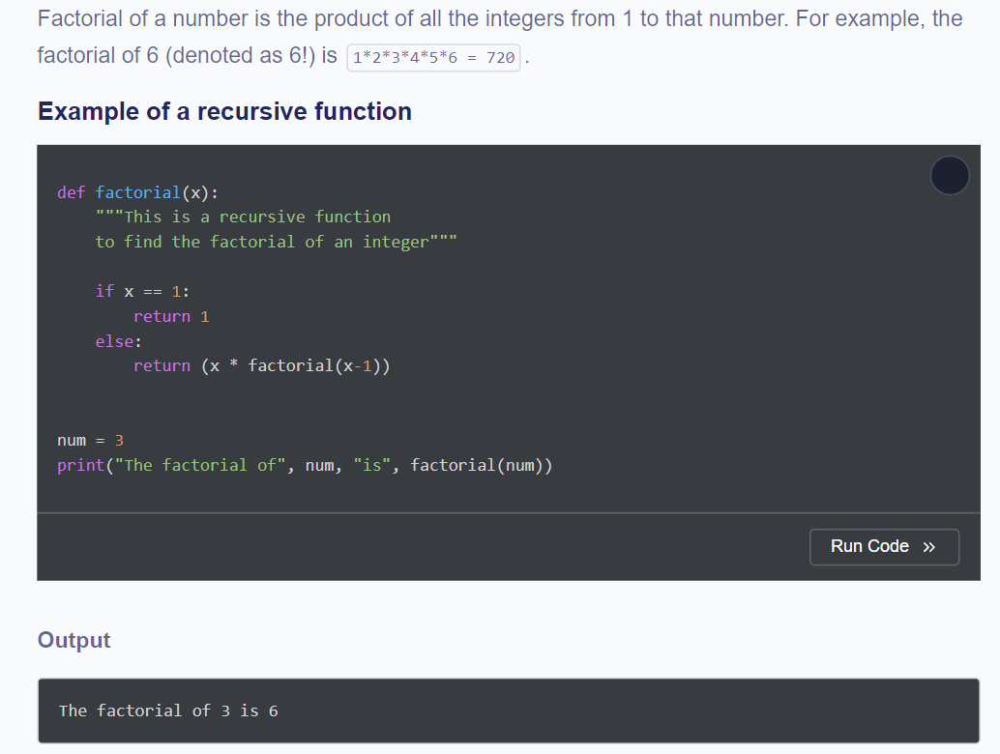 Factorial of a number is the product of all the integers from 1 to that number. For example, the
factorial of 6 (denoted as 6!) is 1*2*3*4*5*6 = 720 .
Example of a recursive function
def factorial(x):
    """This is a recursive function
    to find the factorial of an integer"""
    if x == 1:
        return 1
    else:
        return (x * factorial(x-1))
num = 3
print("The factorial of", num, "is", factorial(num))
Run Code »
Output
The factorial of 3 is 6